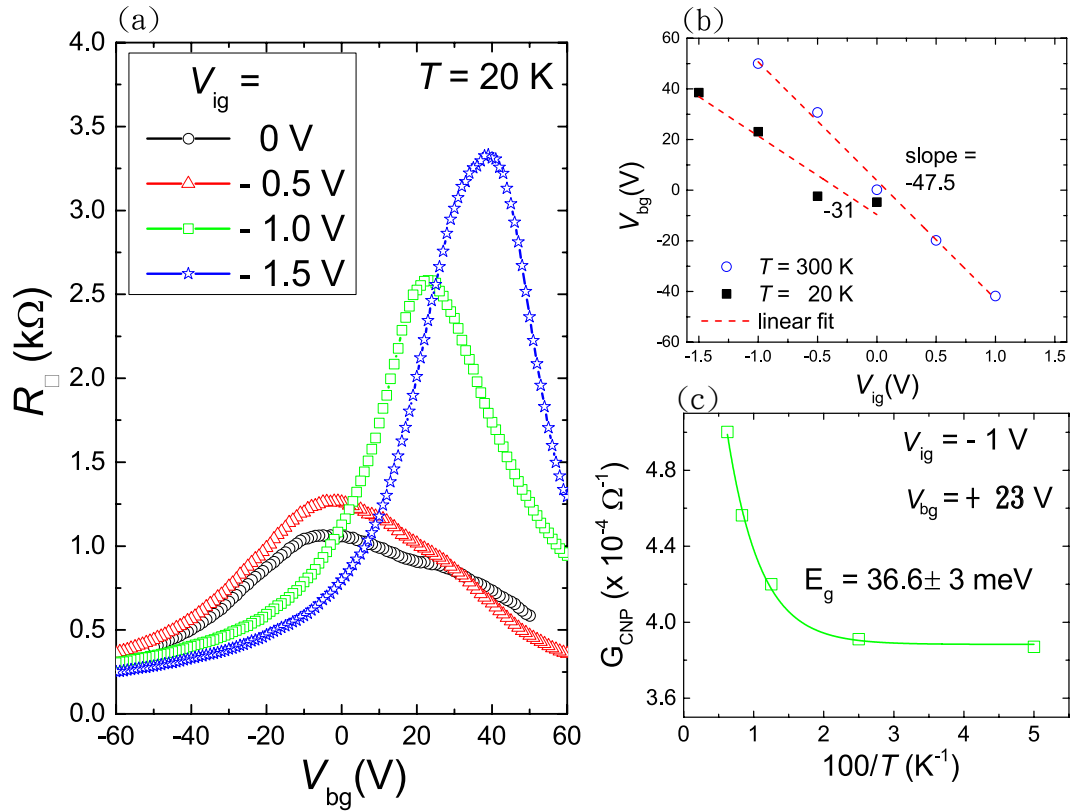 (a)
V_ig =
T = 20 K
0 V
- 0.5 V
- 1.0 V
- 1.5 V
4.0
3.5
3.0
2.5
2.0
1.5
1.0
0.5
0.0
R□ (kΩ)
-60 -40 -20 0 20 40 60
V_bg(V)
(b)
60
40
20
0
-20
-40
-60
V_bg(V)
slope =
-47.5
-31
T = 300 K
T = 20 K
linear fit
-1.5 -1.0 -0.5 0.0 0.5 1.0 1.5
V_ig(V)
(c)
4.8
4.4
4.0
3.6
G_CNP (x 10⁻⁴ Ω⁻¹)
V_ig = - 1 V
V_bg = + 23 V
E_g = 36.6± 3 meV
0 1 2 3 4 5
100/T (K⁻¹)